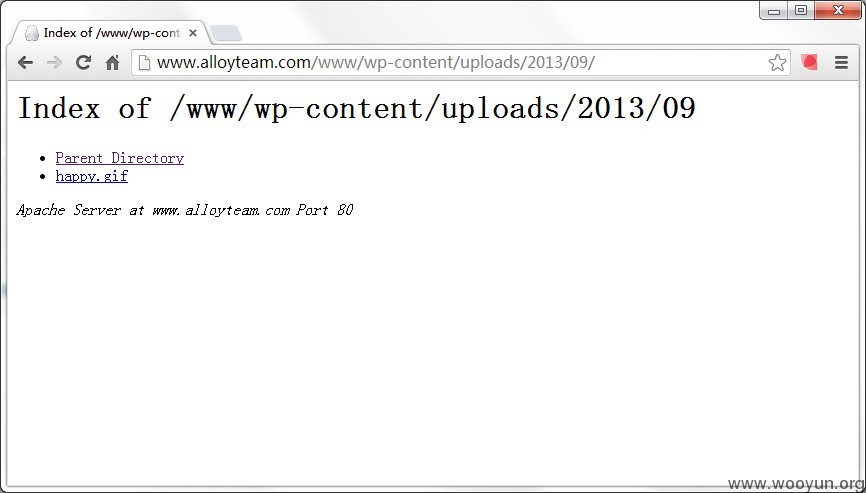 Index of /www/wp-cont
www.alloyteam.com/www/wp-content/uploads/2013/09/
Index of /www/wp-content/uploads/2013/09
Parent Directory
happy.gif
Apache Server at www.alloyteam.com Port 80
www.wooyun.org